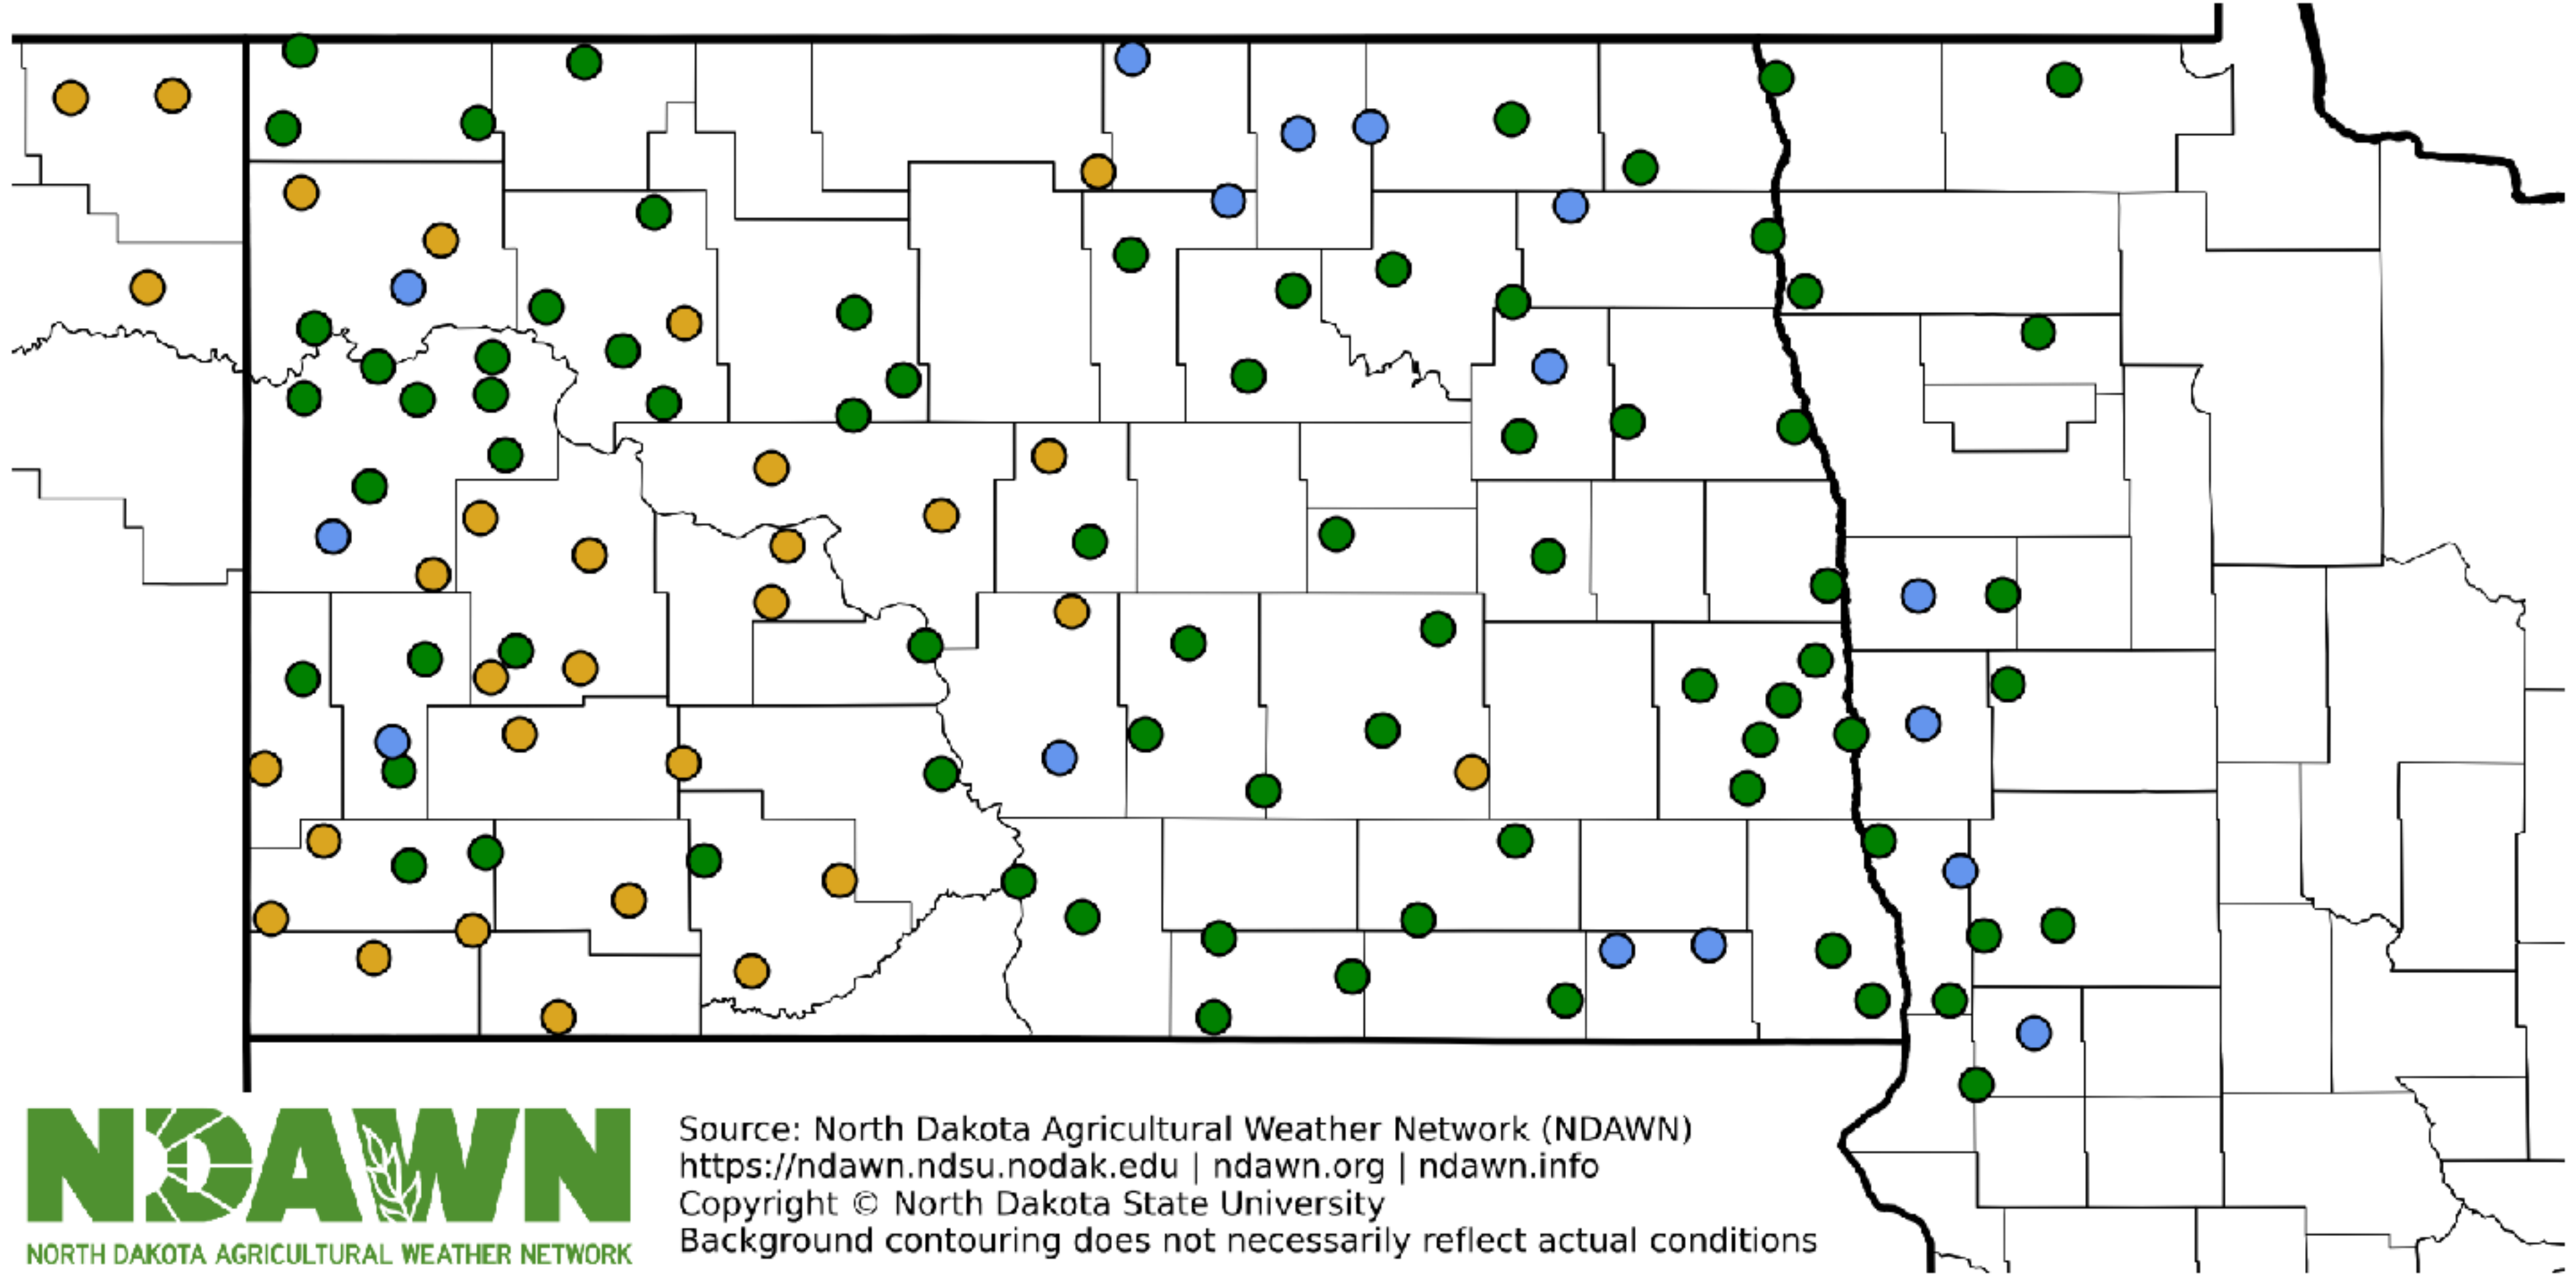 NDAWN
NORTH DAKOTA AGRICULTURAL WEATHER NETWORK
Source: North Dakota Agricultural Weather Network (NDAWN)
https://ndawn.ndsu.nodak.edu | ndawn.org | ndawn.info
Copyright © North Dakota State University
Background contouring does not necessarily reflect actual conditions